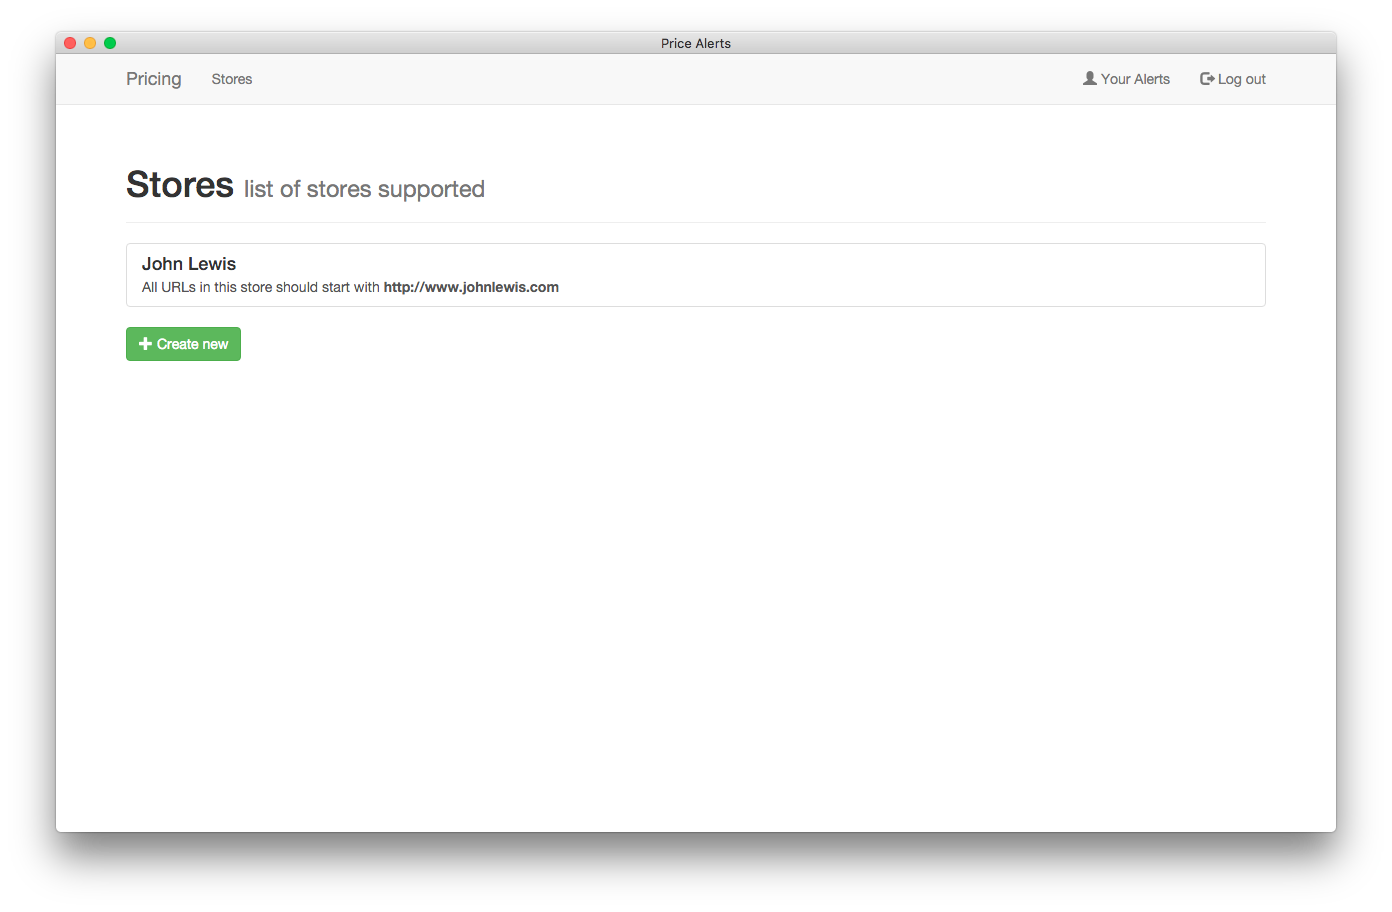 Price Alerts
Pricing Stores Your Alerts Log out
Stores list of stores supported
John Lewis
All URLs in this store should start with http://www.johnlewis.com
Create new